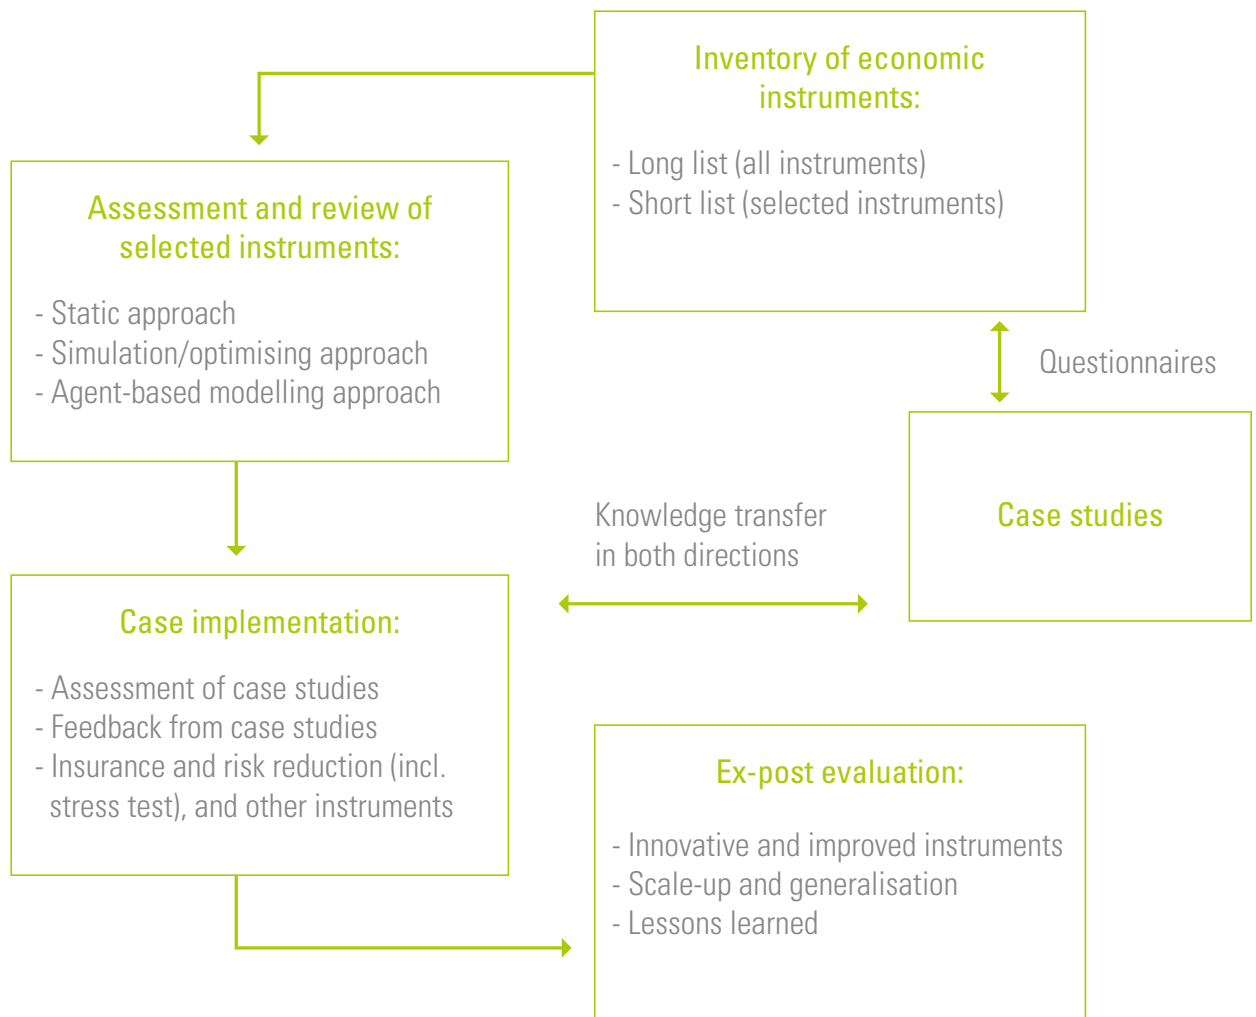 Inventory of economic
instruments:
- Long list (all instruments)
- Short list (selected instruments)
Assessment and review of
selected instruments:
- Static approach
- Simulation/optimising approach
- Agent-based modelling approach
Questionnaires
Case studies
Knowledge transfer
in both directions
Case implementation:
- Assessment of case studies
- Feedback from case studies
- Insurance and risk reduction (incl.
stress test), and other instruments
Ex-post evaluation:
- Innovative and improved instruments
- Scale-up and generalisation
- Lessons learned